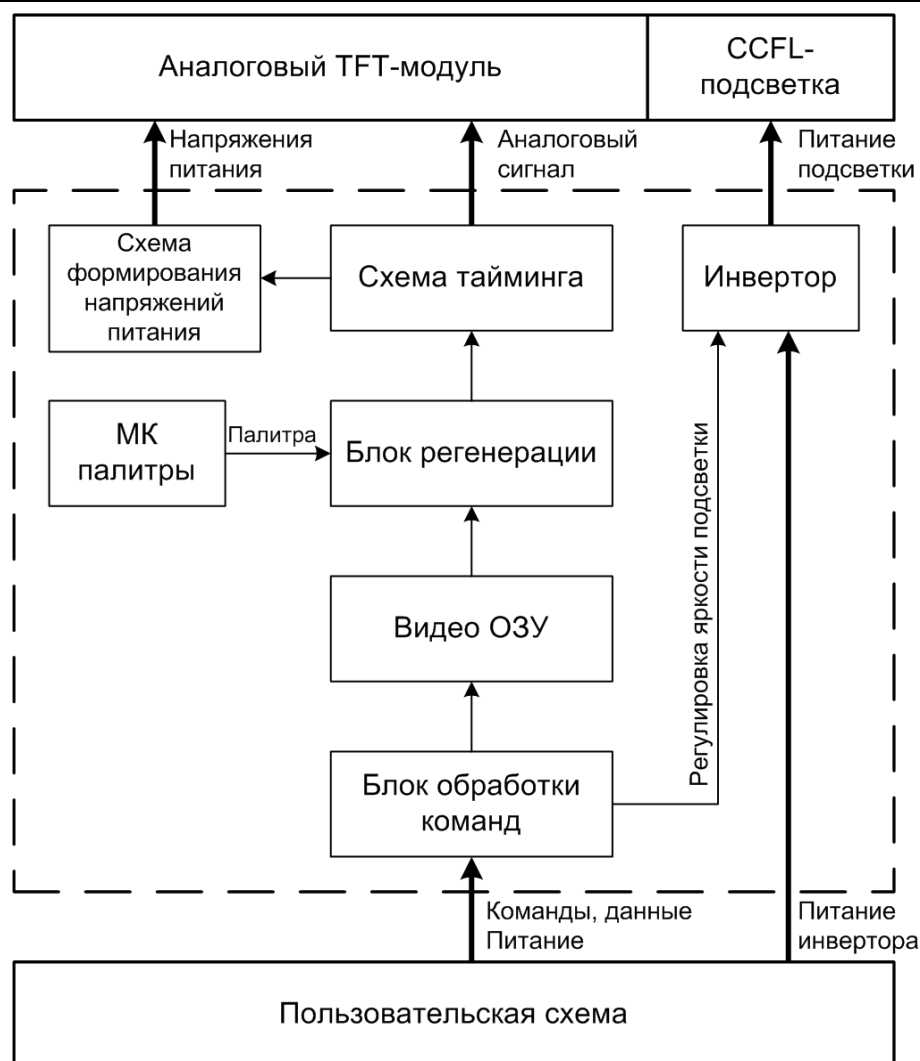 Аналоговый TFT-модуль
CCFL-
подсветка
Напряжения
питания
Аналоговый
сигнал
Питание
подсветки
Схема
формирования
напряжений
питания
Схема тайминга
Инвертор
МК
палитры
Палитра
Блок регенерации
Регулировка яркости подсветки
Видео ОЗУ
Блок обработки
команд
Команды, данные
Питание
Питание
инвертора
Пользовательская схема